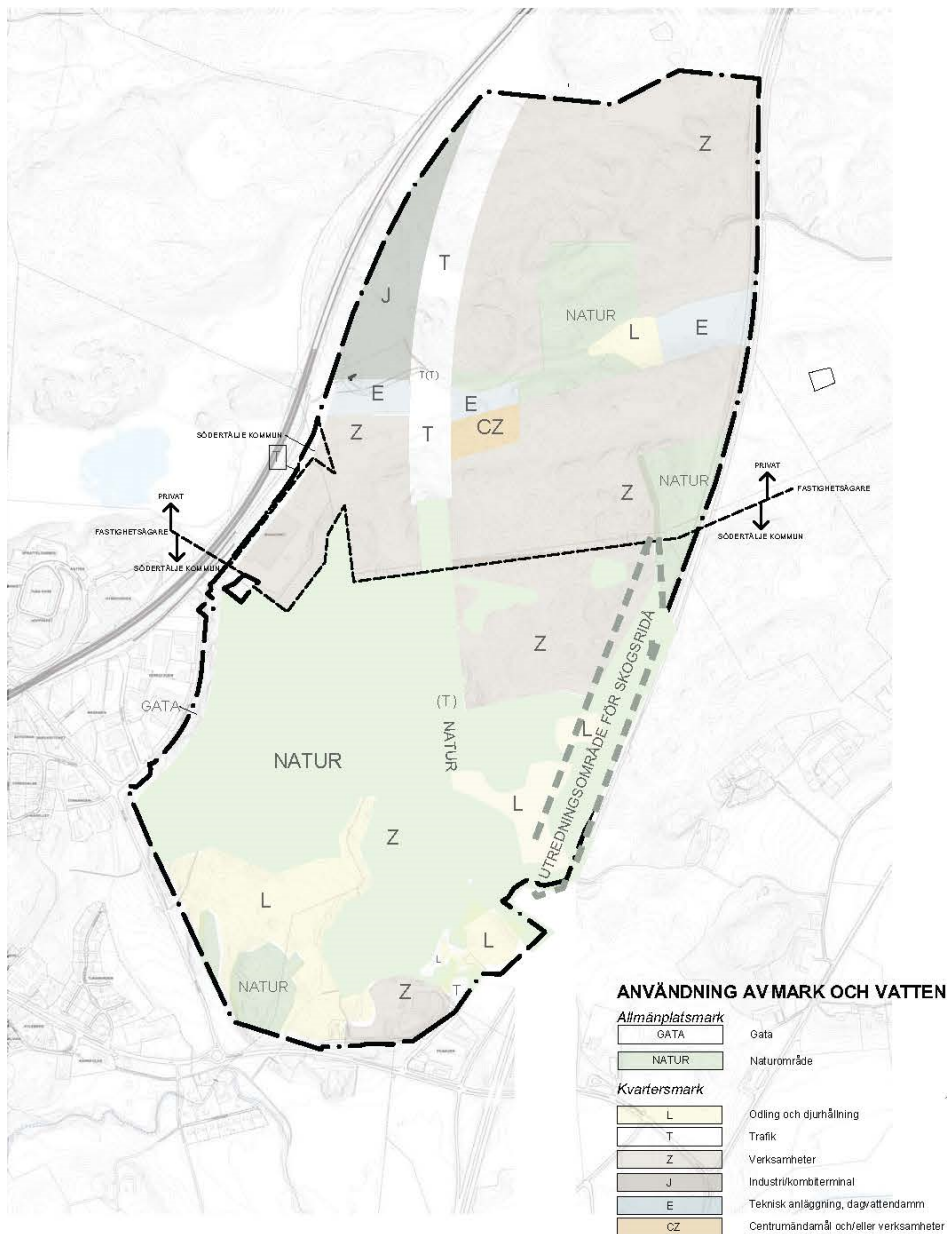 Z
T
J
NATUR
L
E
T(T)
E
E
CZ
Z
T
SÖDERTÄLJE KOMMUN
T
Z
NATUR
PRIVAT
FASTIGHETSÄGARE
SÖDERTÄLJE KOMMUN
PRIVAT
FASTIGHETSÄGARE
SÖDERTÄLJE KOMMUN
Z
UTREDNINGSOMRÅDE FÖR SKOGSRIDÅ
(T)
GATA
L
NATUR
NATUR
L
Z
L
L
L
NATUR
Z
T
ANVÄNDNING AV MARK OCH VATTEN
Allmänplatsmark
GATA Gata
NATUR Naturområde
Kvartersmark
L Odling och djurhållning
T Trafik
Z Verksamheter
J Industri/kombiterminal
E Teknisk anläggning, dagvattendamm
CZ Centrumändamål och/eller verksamheter